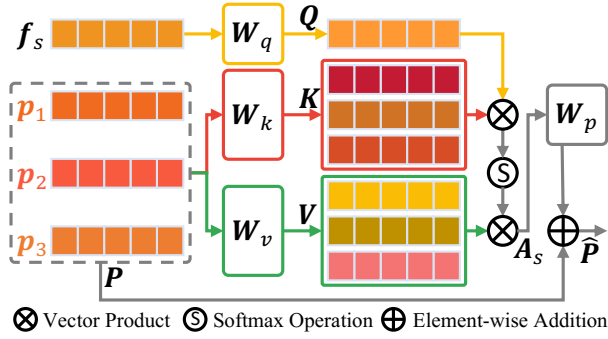 f_s W_q Q
p_1 W_k K W_p
p_2 S
p_3 W_v V A_s P̂
P
Vector Product S Softmax Operation Element-wise Addition